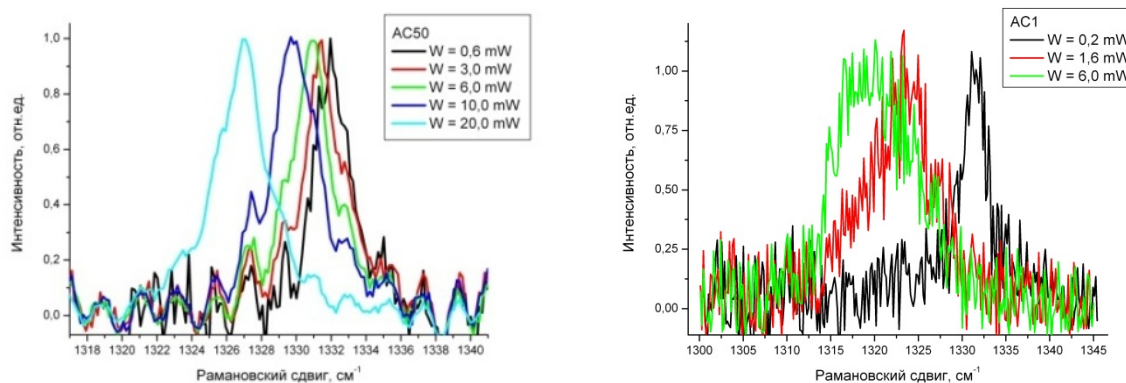 AC50
W = 0,6 mW
W = 3,0 mW
W = 6,0 mW
W = 10,0 mW
W = 20,0 mW
Интенсивность, отн.ед.
1,0
0,8
0,6
0,4
0,2
0,0
1318 1320 1322 1324 1326 1328 1330 1332 1334 1336 1338 1340
Рамановский сдвиг, см⁻¹
AC1
W = 0,2 mW
W = 1,6 mW
W = 6,0 mW
Интенсивность, отн.ед.
1,00
0,75
0,50
0,25
0,00
1300 1305 1310 1315 1320 1325 1330 1335 1340 1345
Рамановский сдвиг, см⁻¹